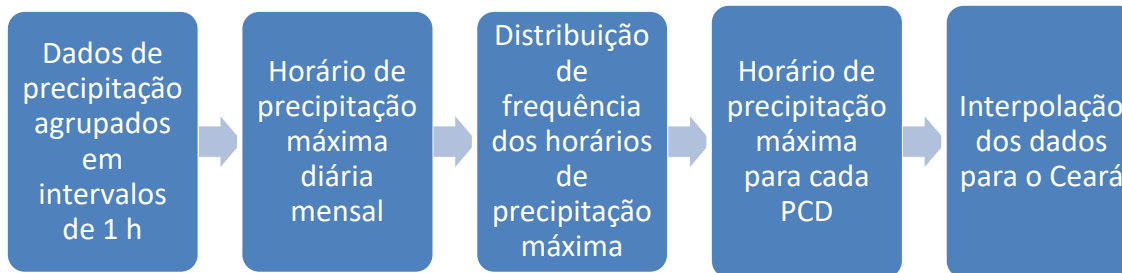 Dados de
precipitação
agrupados
em
intervalos
de 1 h
Horário de
precipitação
máxima
diária
mensal
Distribuição
de
frequência
dos horários
de
precipitação
máxima
Horário de
precipitação
máxima
para cada
PCD
Interpolação
dos dados
para o Ceará